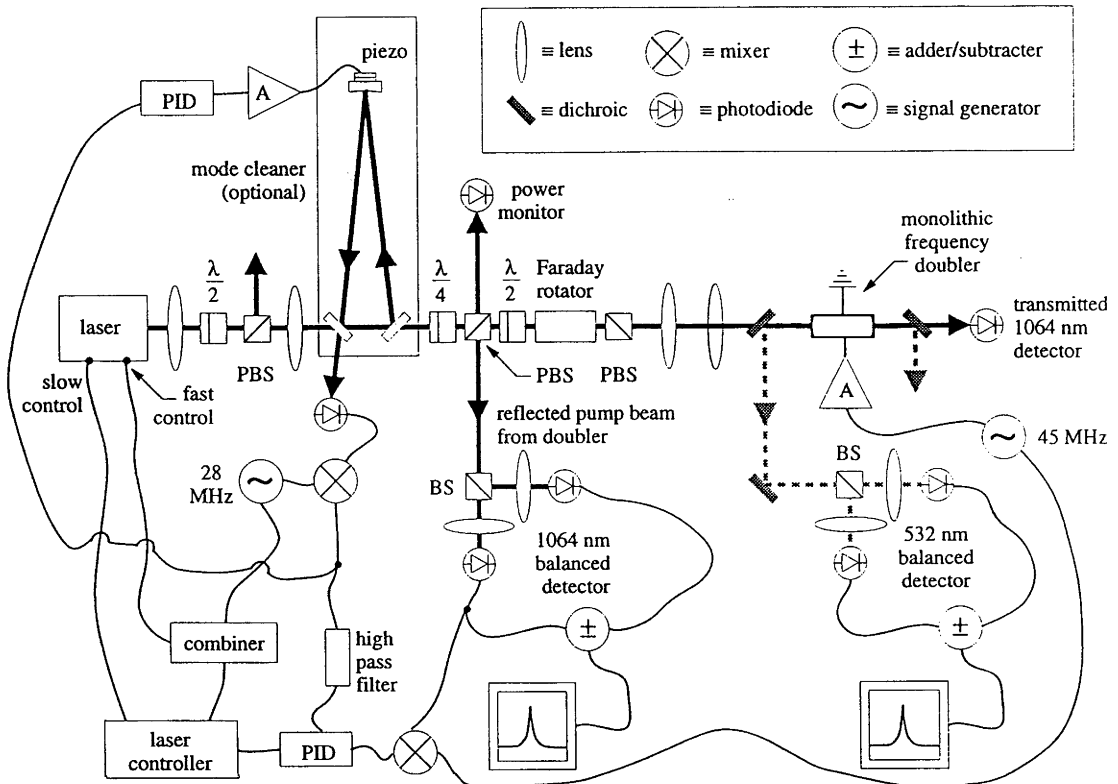 piezo
PID
A
≡ lens
≡ mixer
± ≡ adder/subtracter
≡ dichroic
≡ photodiode
~ ≡ signal generator
mode cleaner
(optional)
power
monitor
monolithic
frequency
doubler
λ
2
λ
4
λ
2
Faraday
rotator
laser
transmitted
1064 nm
detector
PBS
PBS
PBS
slow
control
fast
control
A
reflected pump beam
from doubler
~ 45 MHz
28
MHz
~
BS
BS
1064 nm
balanced
detector
532 nm
balanced
detector
combiner
high
pass
filter
±
±
laser
controller
PID